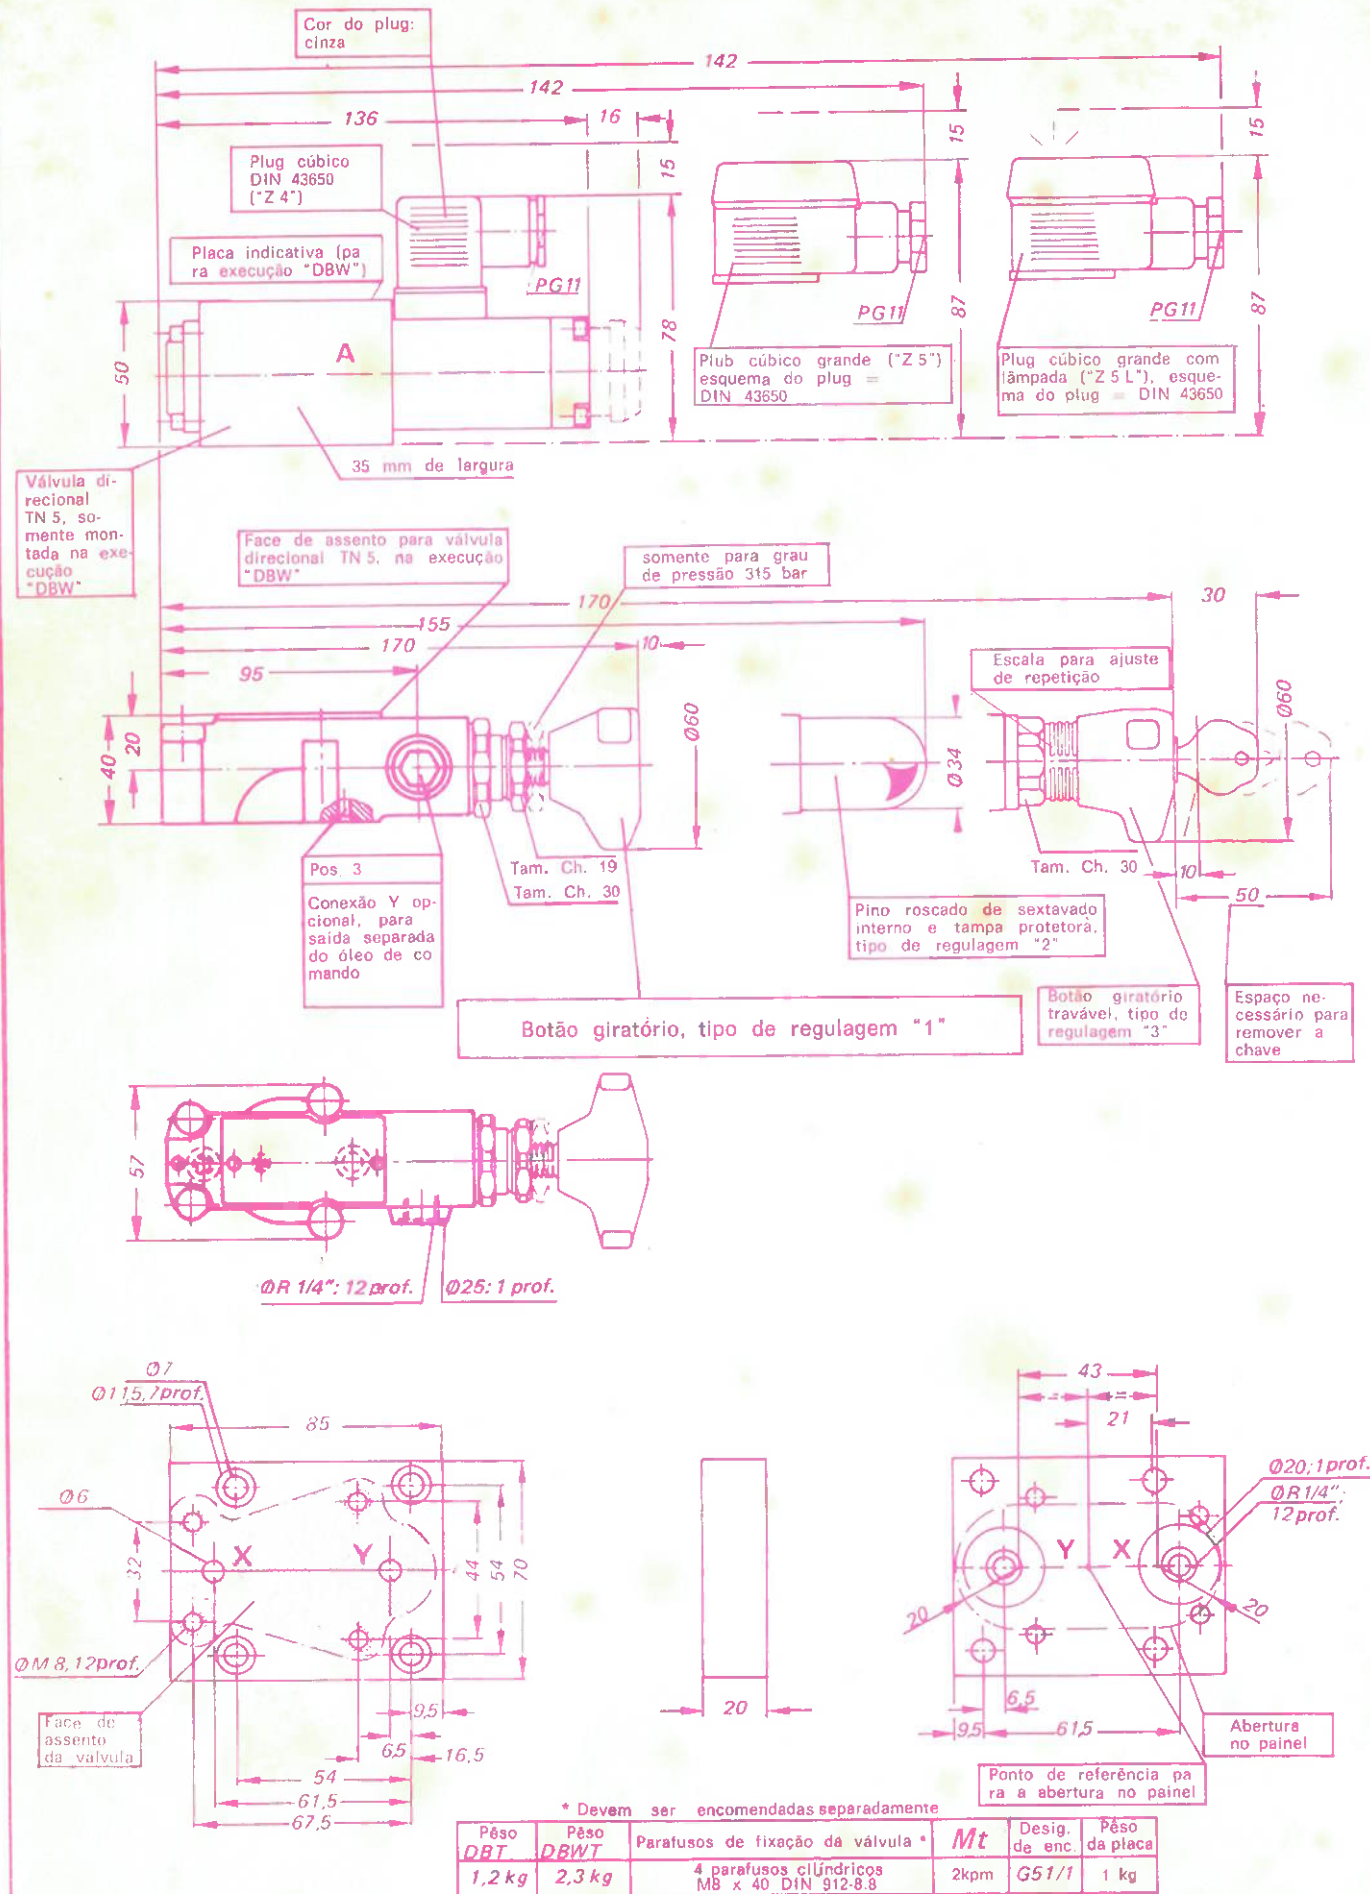 Cor do plug:
cinza
142
142
136
16
15
15
15
Plug cúbico
DIN 43650
("Z 4")
Placa indicativa (pa
ra execução "DBW")
PG11
PG11
PG11
A
50
78
87
87
Plub cúbico grande ("Z 5")
esquema do plug =
DIN 43650
Plug cúbico grande com
lâmpada ("Z 5 L"), esque-
ma do plug = DIN 43650
35 mm de largura
Válvula di-
recional
TN 5, so-
mente mon-
tada na exe-
cução
"DBW"
Face de assento para válvula
direcional TN 5, na execução
"DBW"
somente para grau
de pressão 315 bar
170
30
155
170
10
95
Escala para ajuste
de repetição
40
20
Ø60
Ø34
Ø60
Pos. 3
Conexão Y op-
cional, para
saída separada
do óleo de co
mando
Tam. Ch. 19
Tam. Ch. 30
Tam. Ch. 30
10
50
Pino roscado de sextavado
interno e tampa protetora,
tipo de regulagem "2"
Botão giratório, tipo de regulagem "1"
Botão giratório
travável, tipo de
regulagem "3"
Espaço ne-
cessário para
remover a
chave
57
ØR 1/4": 12 prof.
Ø25: 1 prof.
Ø7
Ø11,5, 7prof.
85
43
= =
21
Ø6
Ø20; 1prof.
ØR1/4";
12prof.
X Y
Y X
32
44
54
70
20
20
ØM 8, 12prof.
Face de
assento
da válvula
9,5
6,5
16,5
54
61,5
67,5
20
6,5
9,5
61,5
Abertura
no painel
Ponto de referência pa
ra a abertura no painel
* Devem ser encomendadas separadamente
Pêso
DBT
Pêso
DBWT
Parafusos de fixação da válvula *
Mt
Desig.
de enc.
Pêso
da placa
1,2 kg
2,3 kg
4 parafusos cilíndricos
M8 x 40 DIN 912-8.8
2kpm
G51/1
1 kg